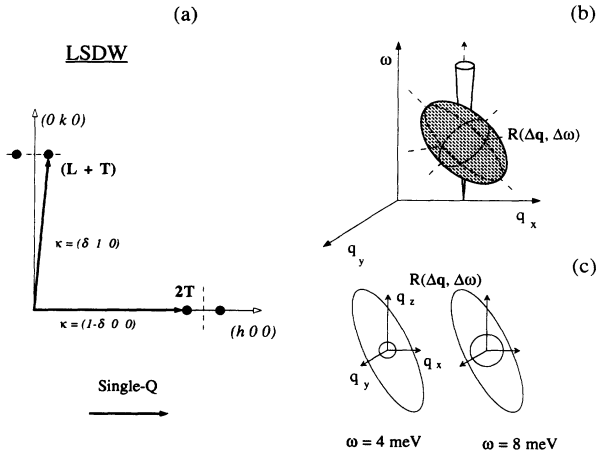 (a)
LSDW
(0 k 0)
(L + T)
κ = (δ 1 0)
2T
κ = (1-δ 0 0)
(h 0 0)
Single-Q
(b)
ω
R(Δq, Δω)
q x
q y
(c)
R(Δq, Δω)
q z
q x
q y
ω = 4 meV
ω = 8 meV